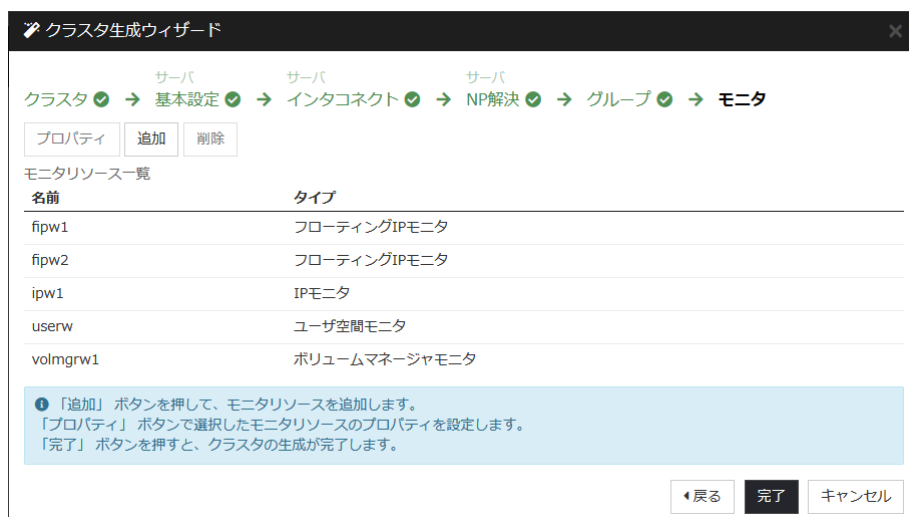 クラスタ生成ウィザード
サーバ サーバ サーバ
クラスタ → 基本設定 → インタコネクト → NP解決 → グループ → モニタ
プロパティ 追加 削除
モニタリソース一覧
名前 タイプ
fipw1 フローティングIPモニタ
fipw2 フローティングIPモニタ
ipw1 IPモニタ
userw ユーザ空間モニタ
volmgrw1 ボリュームマネージャモニタ
「追加」 ボタンを押して、モニタリソースを追加します。
「プロパティ」 ボタンで選択したモニタリソースのプロパティを設定します。
「完了」 ボタンを押すと、クラスタの生成が完了します。
戻る 完了 キャンセル